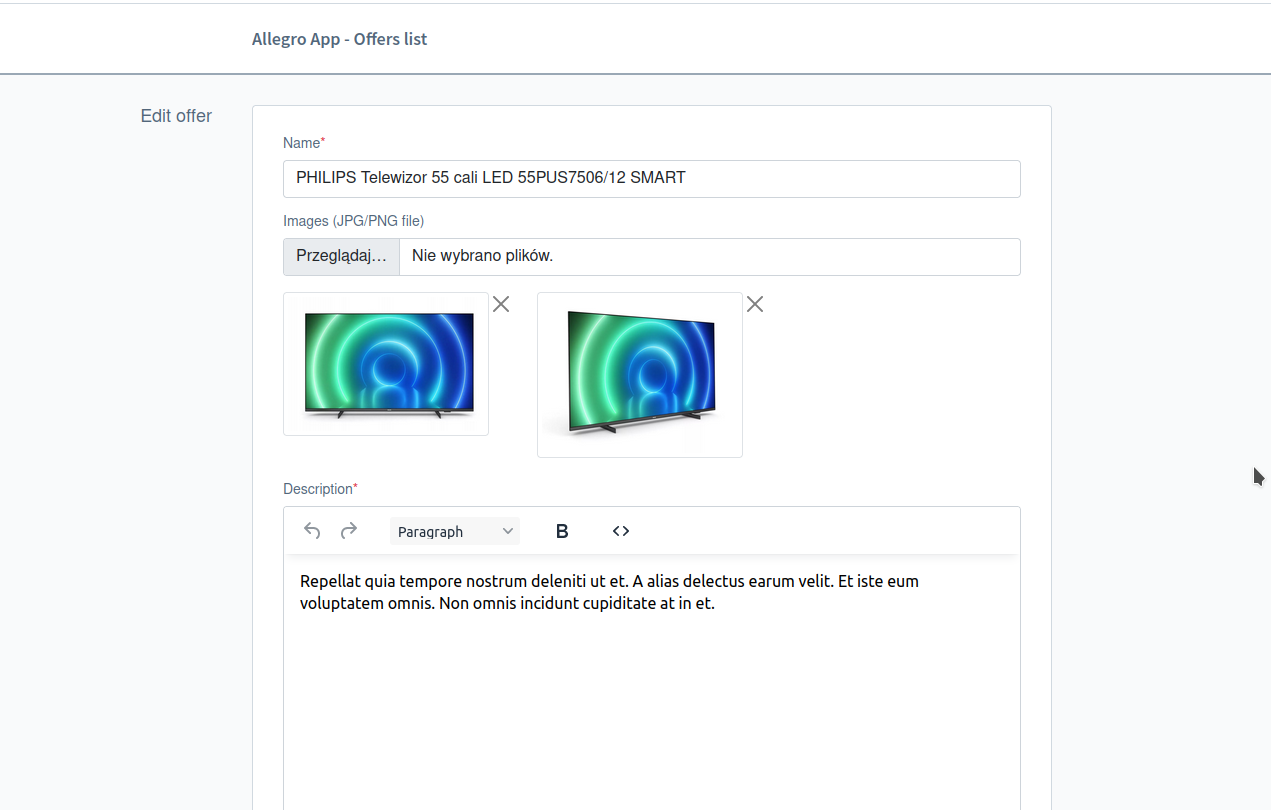 Allegro App - Offers list
Edit offer
Name*
PHILIPS Telewizor 55 cali LED 55PUS7506/12 SMART
Images (JPG/PNG file)
Przeglądaj... Nie wybrano plików.
Description*
Paragraph B <>
Repellat quia tempore nostrum deleniti ut et. A alias delectus earum velit. Et iste eum
voluptatem omnis. Non omnis incidunt cupiditate at in et.